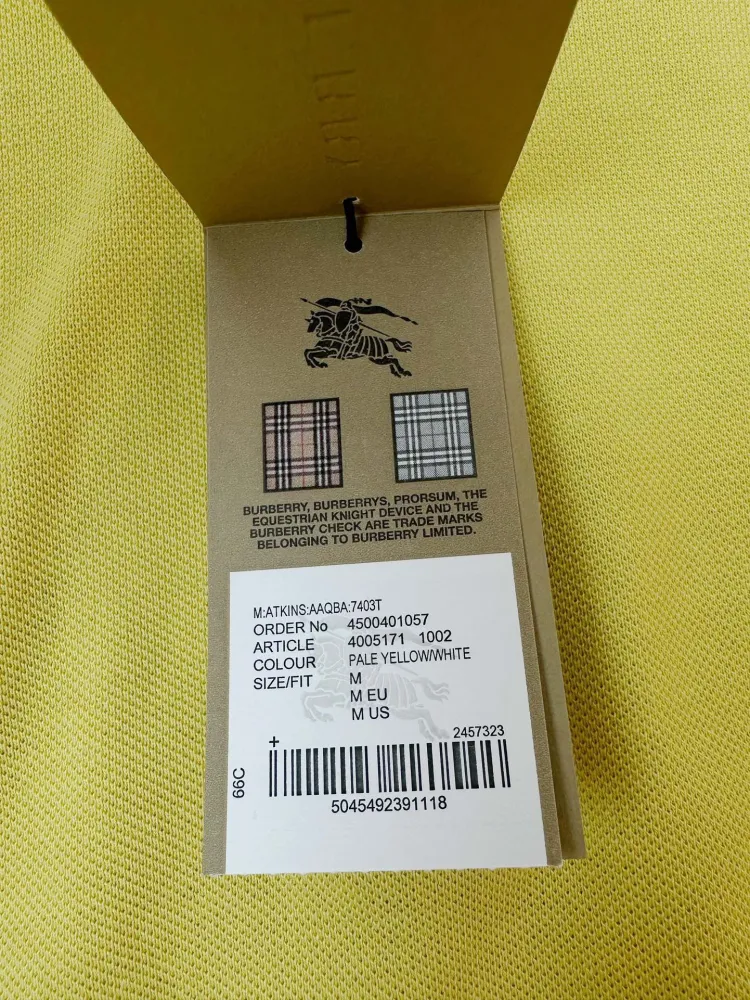 BURBERRY, BURBERRYS, PRORSUM, THE
EQUESTRIAN KNIGHT DEVICE AND THE
BURBERRY CHECK ARE TRADE MARKS
BELONGING TO BURBERRY LIMITED.
M:ATKINS:AAQBA:7403T
ORDER No 4500401057
ARTICLE 4005171 1002
COLOUR PALE YELLOW/WHITE
SIZE/FIT M
M EU
M US
+ 2457323
66C
5045492391118